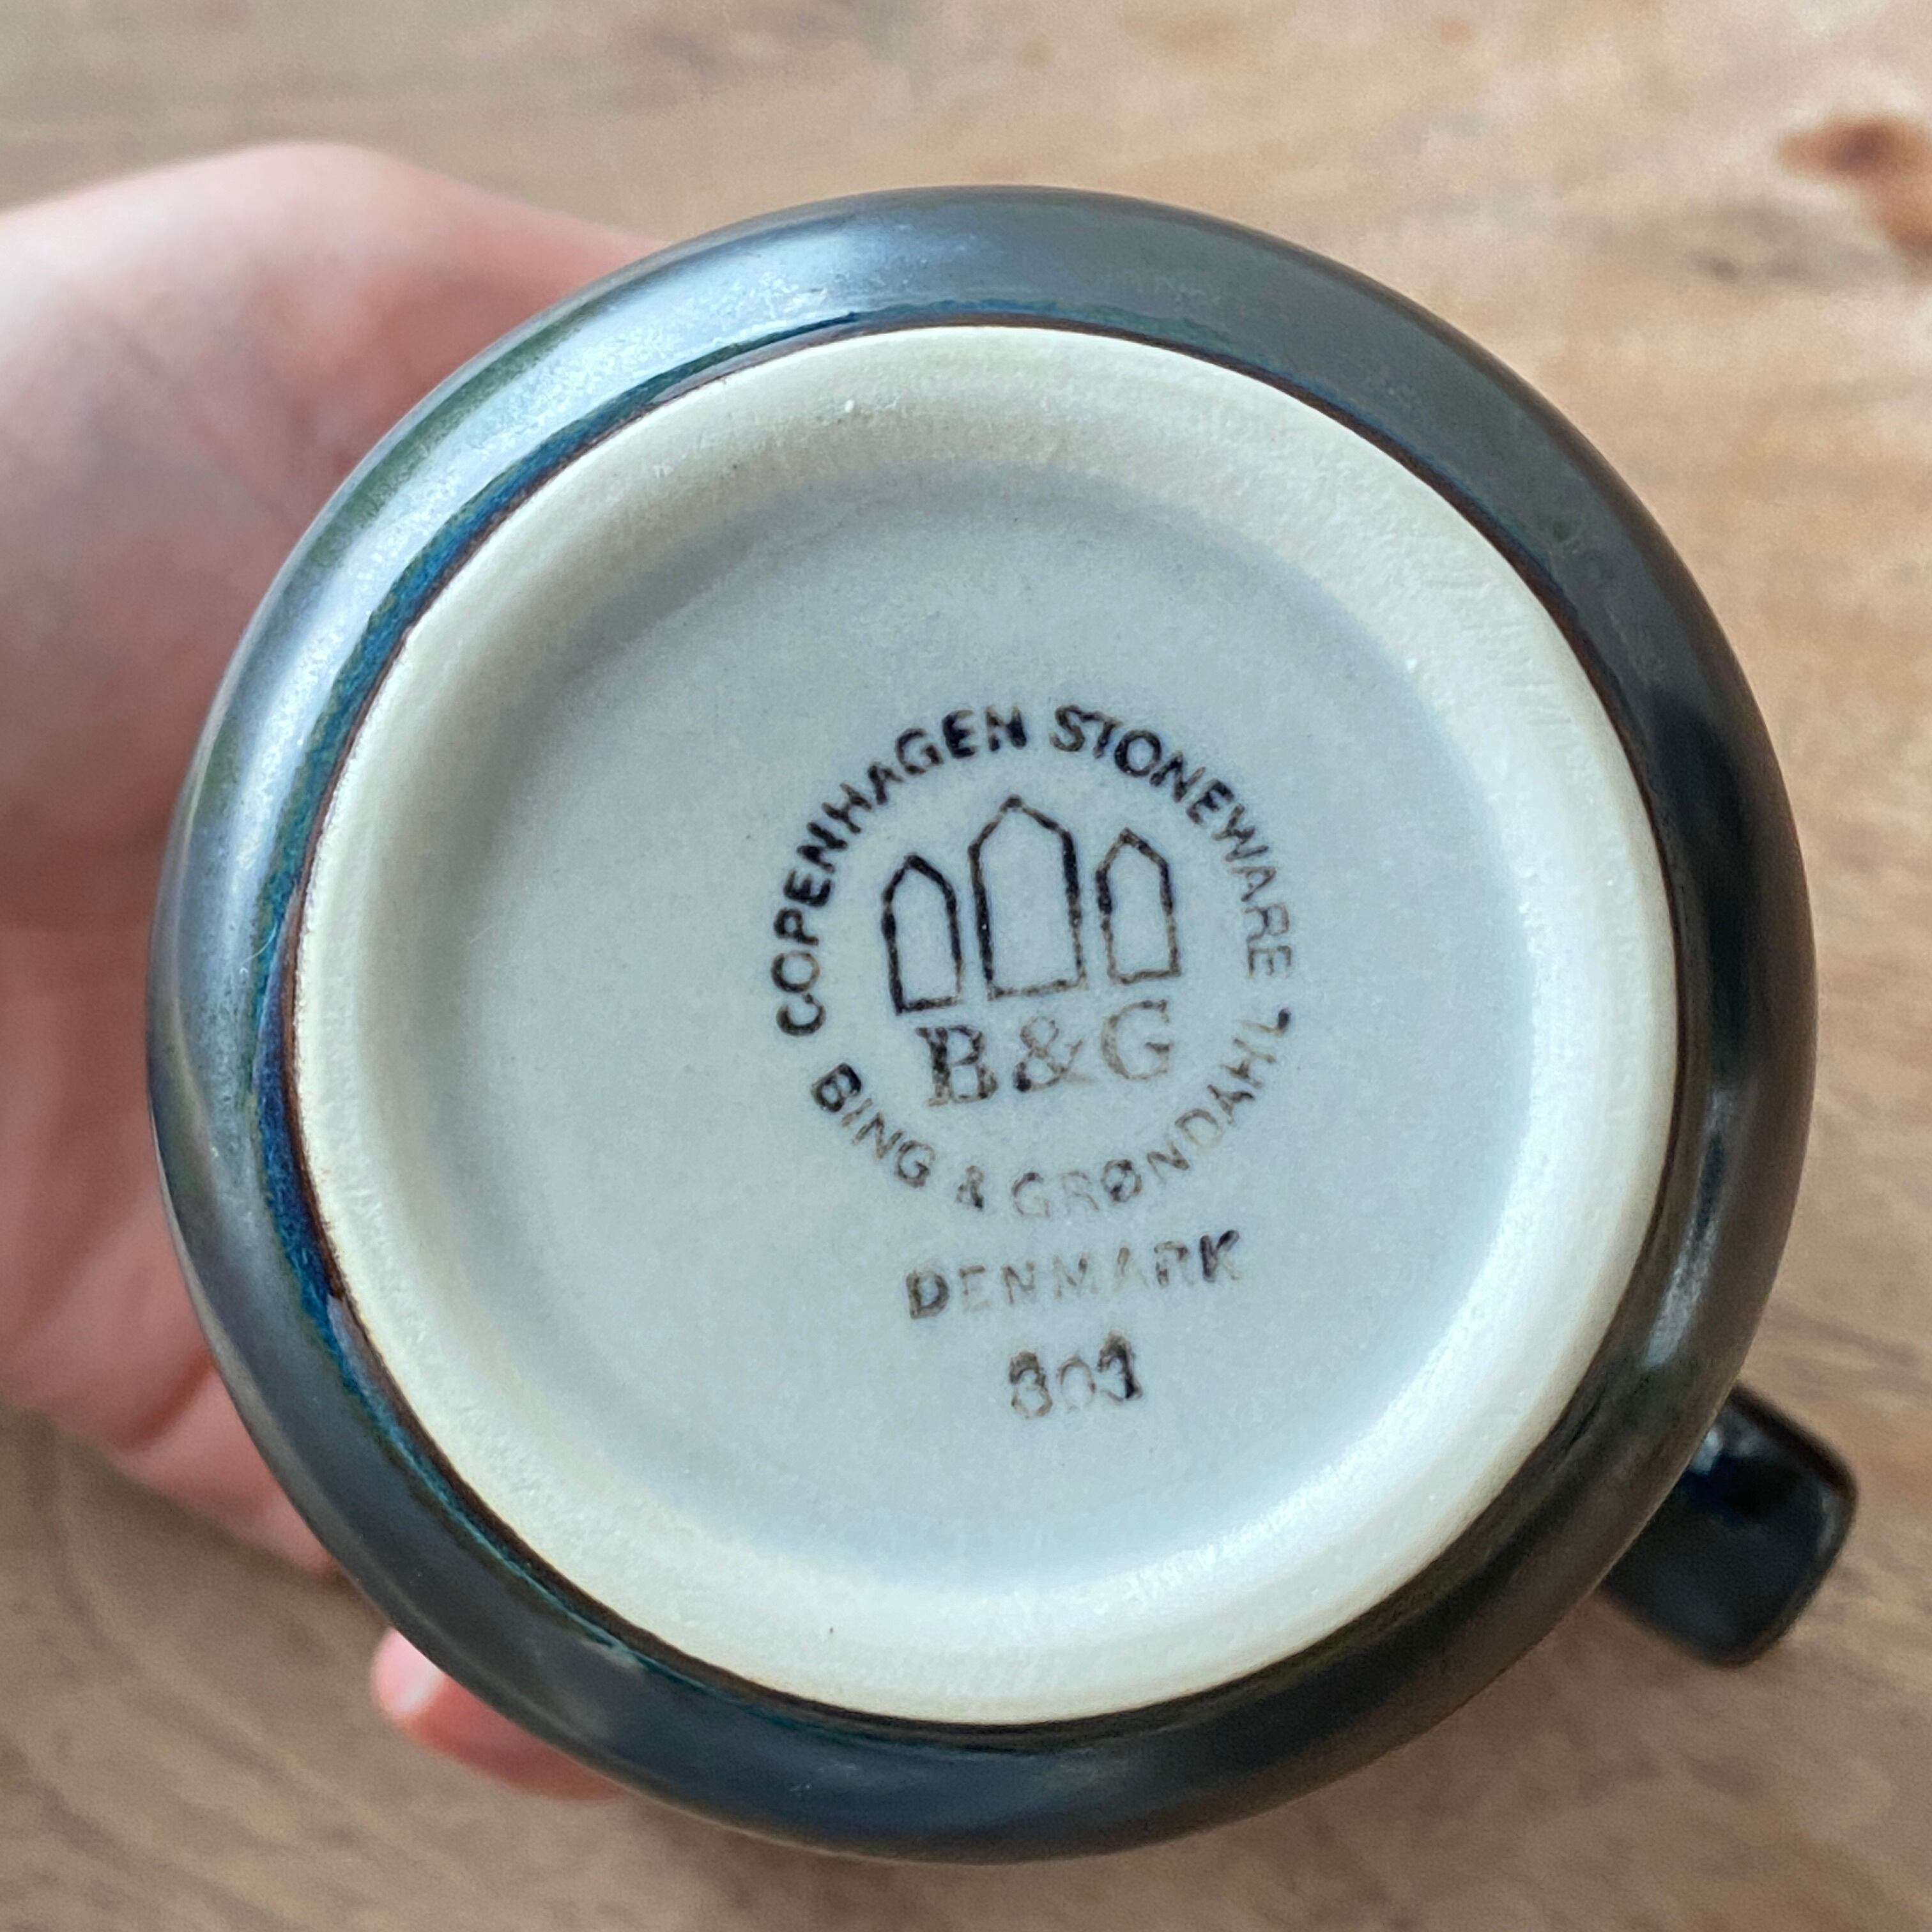 COPENHAGEN STONEWARE
B&G
BING & GRØNDAHL
DENMARK